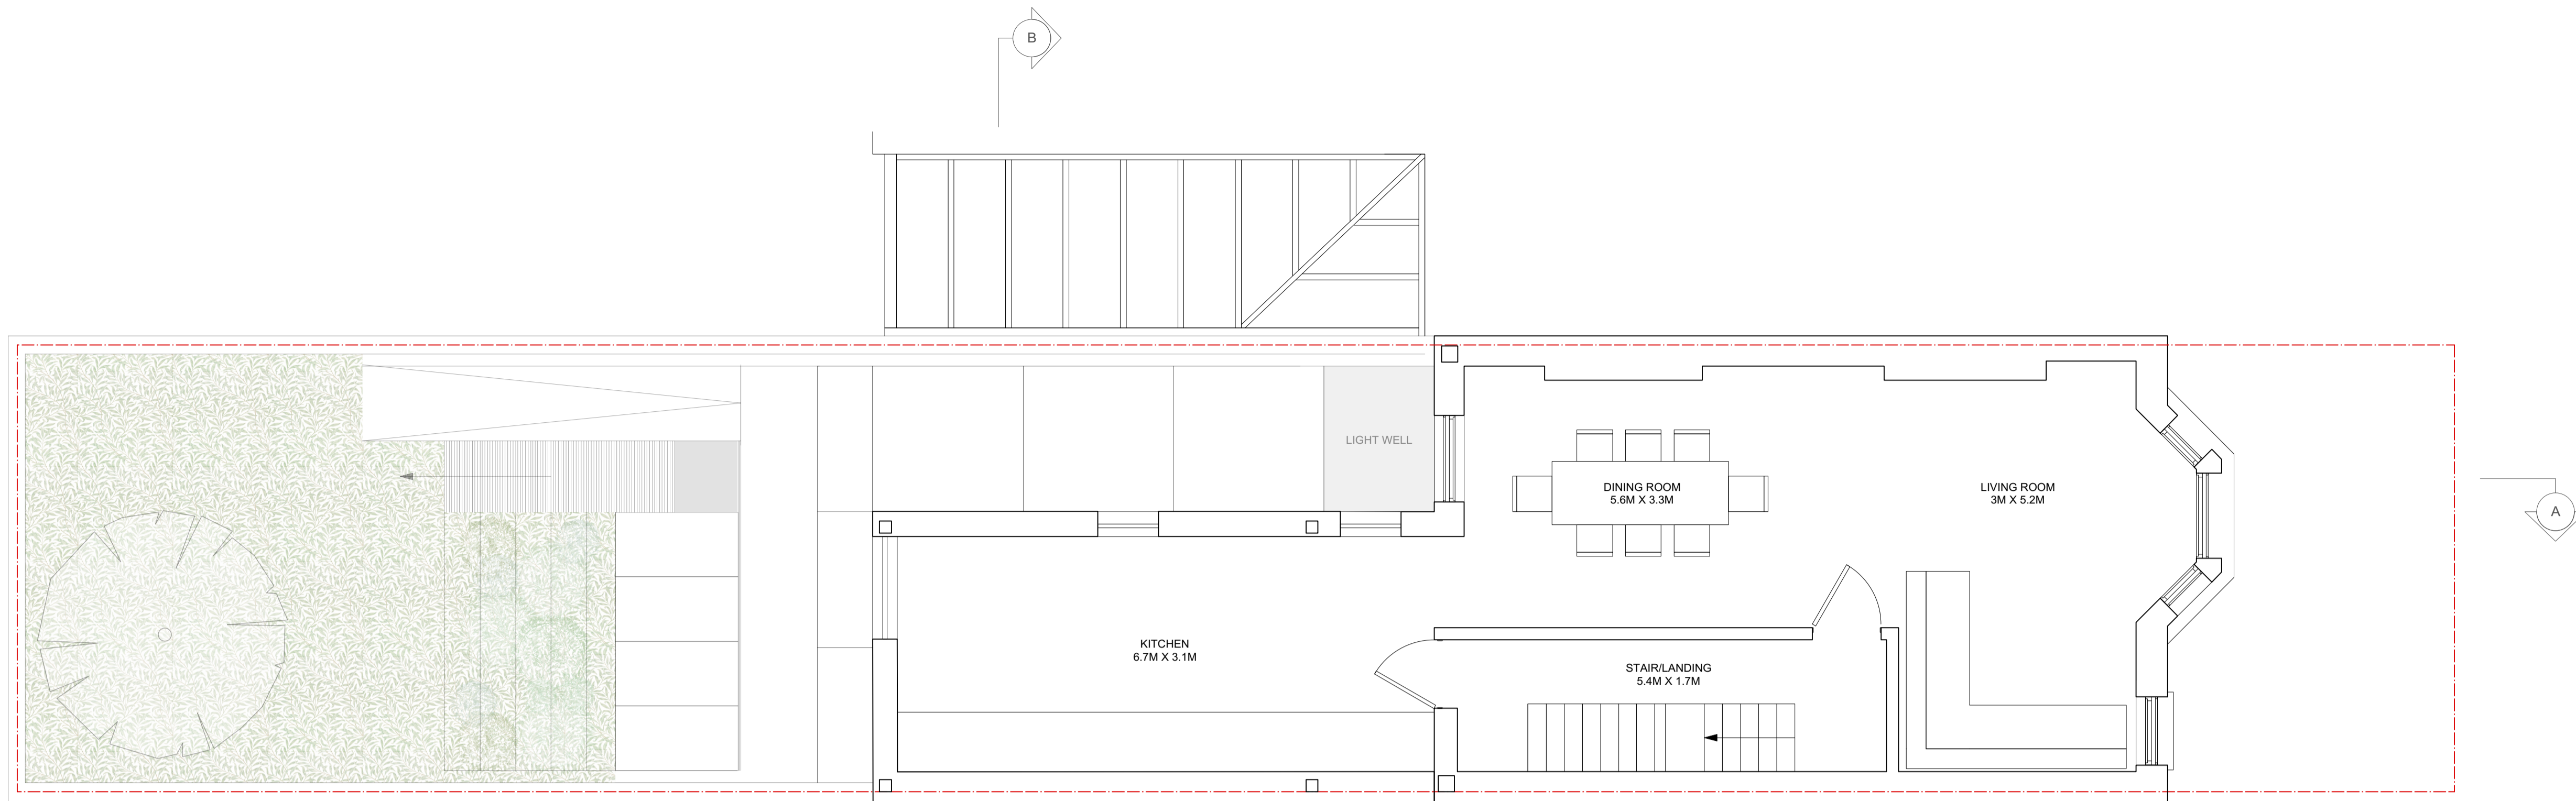 B
LIGHT WELL
DINING ROOM
5.6M X 3.3M
LIVING ROOM
3M X 5.2M
A
KITCHEN
6.7M X 3.1M
STAIR/LANDING
5.4M X 1.7M